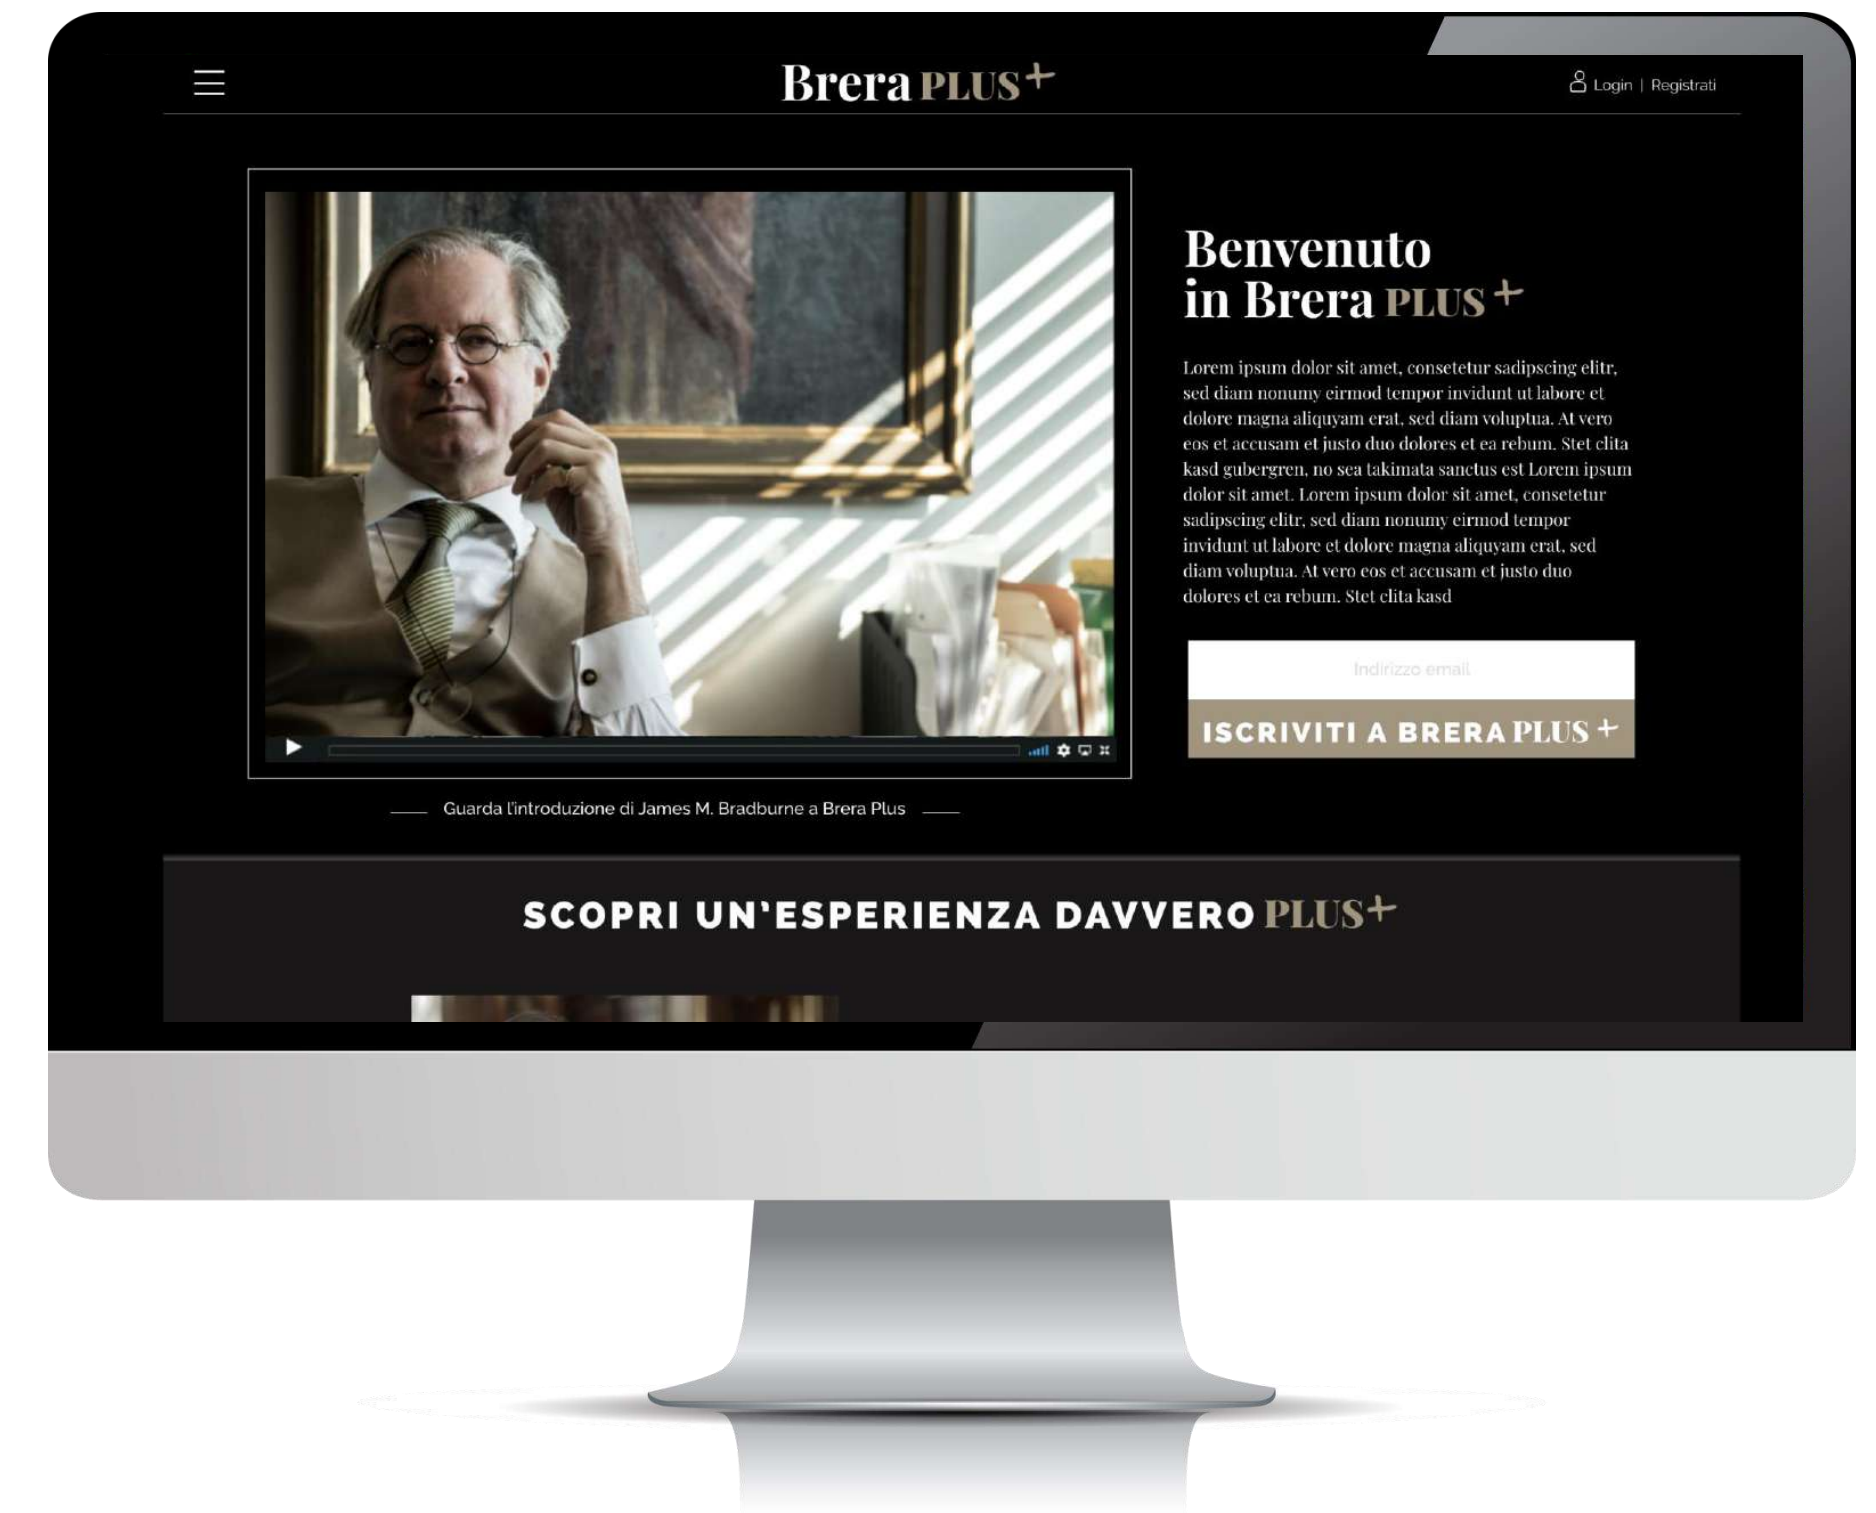 Brera PLUS+
Login | Registrati
Benvenuto
in Brera PLUS+
Lorem ipsum dolor sit amet, consetetur sadipscing elitr,
sed diam nonumy eirmod tempor invidunt ut labore et
dolore magna aliquyam erat, sed diam voluptua. At vero
eos et accusam et justo duo dolores et ea rebum. Stet clita
kasd gubergren, no sea takimata sanctus est Lorem ipsum
dolor sit amet. Lorem ipsum dolor sit amet, consetetur
sadipscing elitr, sed diam nonumy eirmod tempor
invidunt ut labore et dolore magna aliquyam erat, sed
diam voluptua. At vero eos et accusam et justo duo
dolores et ea rebum. Stet clita kasd
Indirizzo email
ISCRIVITI A BRERA PLUS+
Guarda l'introduzione di James M. Bradburne a Brera Plus
SCOPRI UN'ESPERIENZA DAVVERO PLUS+